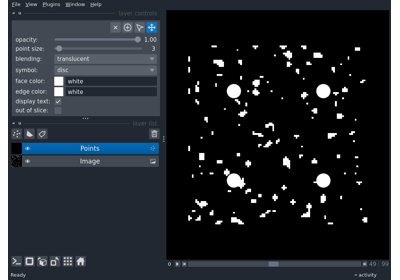 File View Plugins Window Help
layer controls
opacity: 1.00
point size: 3
blending: translucent
symbol: disc
face color: white
edge color: white
display text:
out of slice:
layer list
Points
Image
49 99
Ready
activity